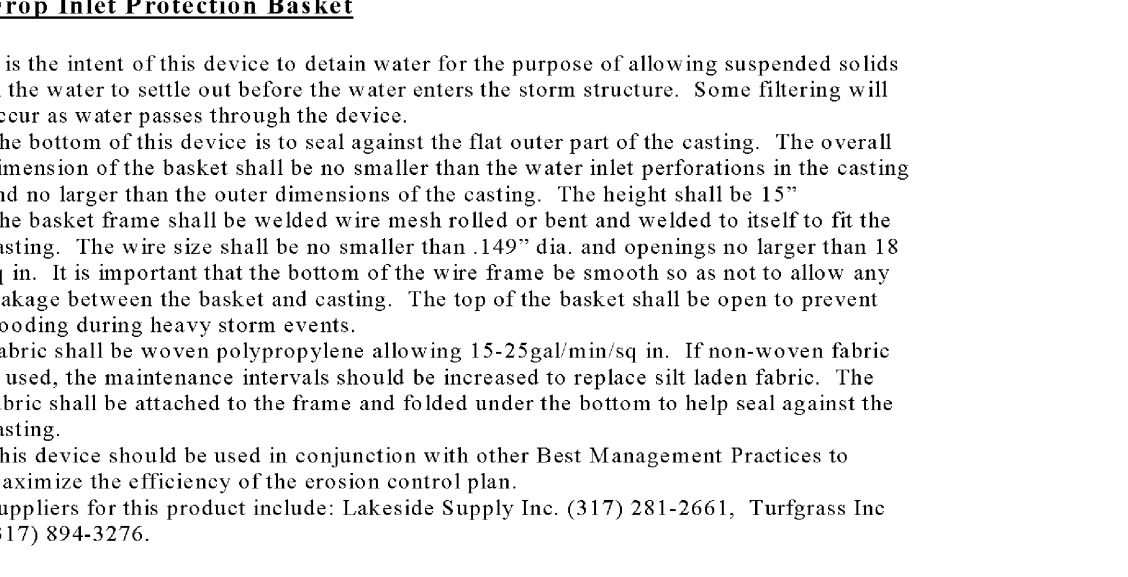 rop Inlet Protection Basket
is the intent of this device to detain water for the purpose of allowing suspended solids
the water to settle out before the water enters the storm structure.  Some filtering will
ccur as water passes through the device.
he bottom of this device is to seal against the flat outer part of the casting.  The overall
imension of the basket shall be no smaller than the water inlet perforations in the casting
nd no larger than the outer dimensions of the casting.  The height shall be 15”
he basket frame shall be welded wire mesh rolled or bent and welded to itself to fit the
asting.  The wire size shall be no smaller than .149” dia. and openings no larger than 18
q in.  It is important that the bottom of the wire frame be smooth so as not to allow any
eakage between the basket and casting.  The top of the basket shall be open to prevent
ooding during heavy storm events.
abric shall be woven polypropylene allowing 15-25gal/min/sq in.  If non-woven fabric
used, the maintenance intervals should be increased to replace silt laden fabric.  The
abric shall be attached to the frame and folded under the bottom to help seal against the
asting.
his device should be used in conjunction with other Best Management Practices to
aximize the efficiency of the erosion control plan.
uppliers for this product include: Lakeside Supply Inc. (317) 281-2661,  Turfgrass Inc
317) 894-3276.